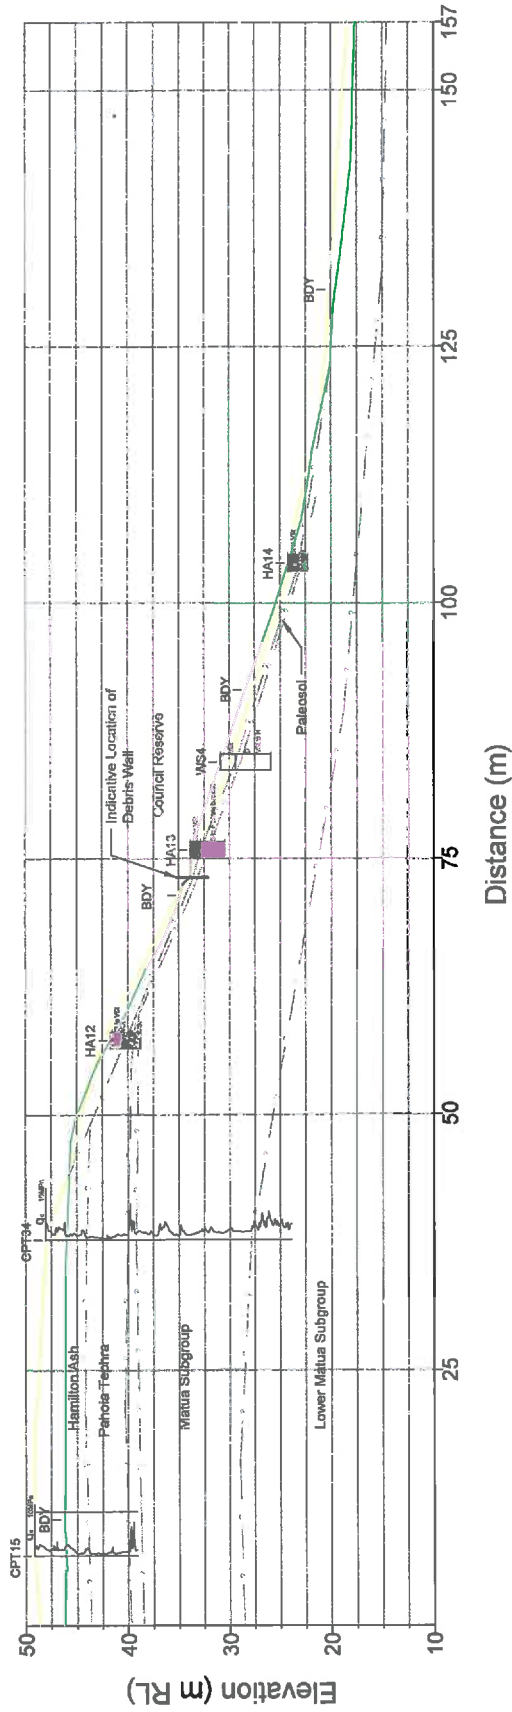 CPT15
BDY
CPT34
HA12
BDY
Indicative Location of
Debris Wall
Council Reserve
HA13
WS4
BDY
HA14
BDY
Hamilton Ash
Pahoia Tephra
Matua Subgroup
Lower Matua Subgroup
Paleosol
50
40
30
20
10
Elevation (m RL)
25
50
75
100
125
150
157
Distance (m)